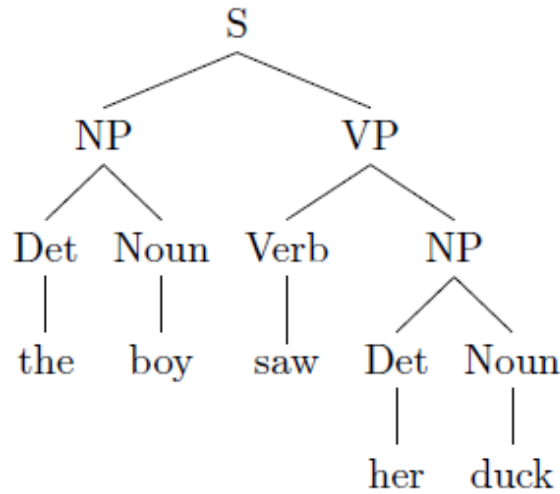 S
NP VP
Det Noun Verb NP
the boy saw Det Noun
her duck